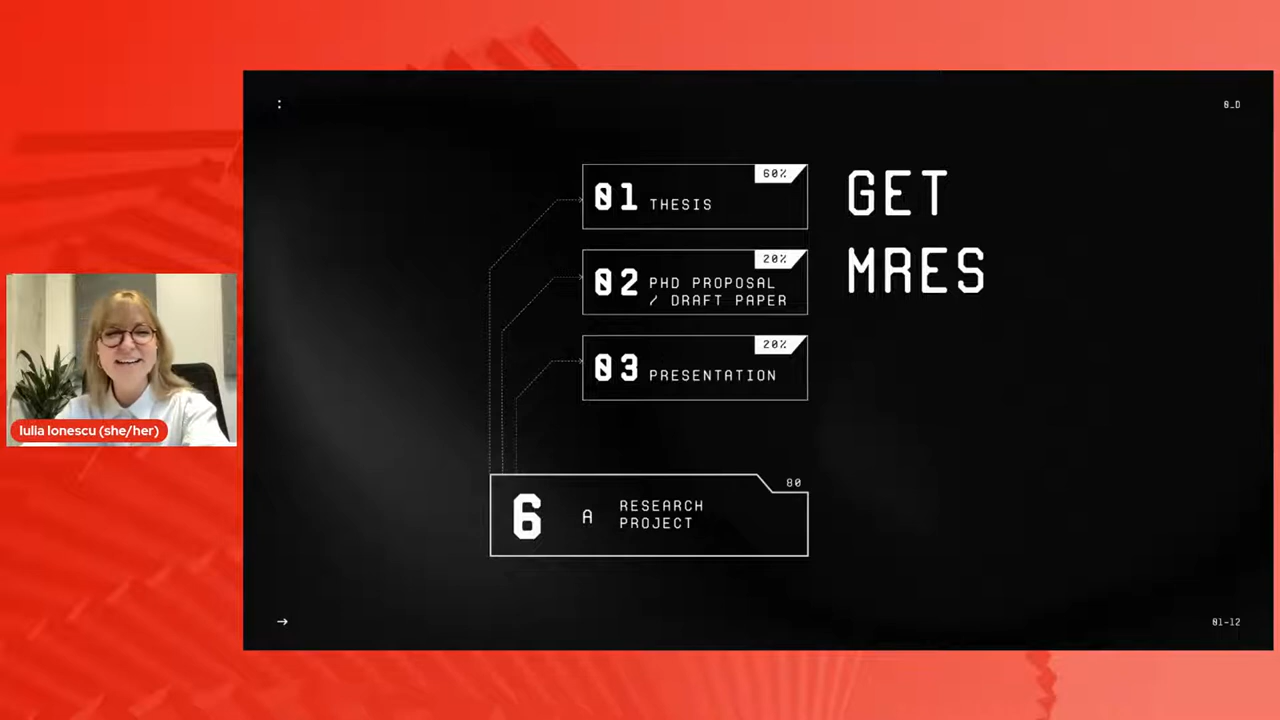 :
0_D
60%
01 THESIS
20%
02 PHD PROPOSAL
/ DRAFT PAPER
20%
03 PRESENTATION
GET
MRES
80
6 A RESEARCH
PROJECT
Iulia Ionescu (she/her)
→
01-12